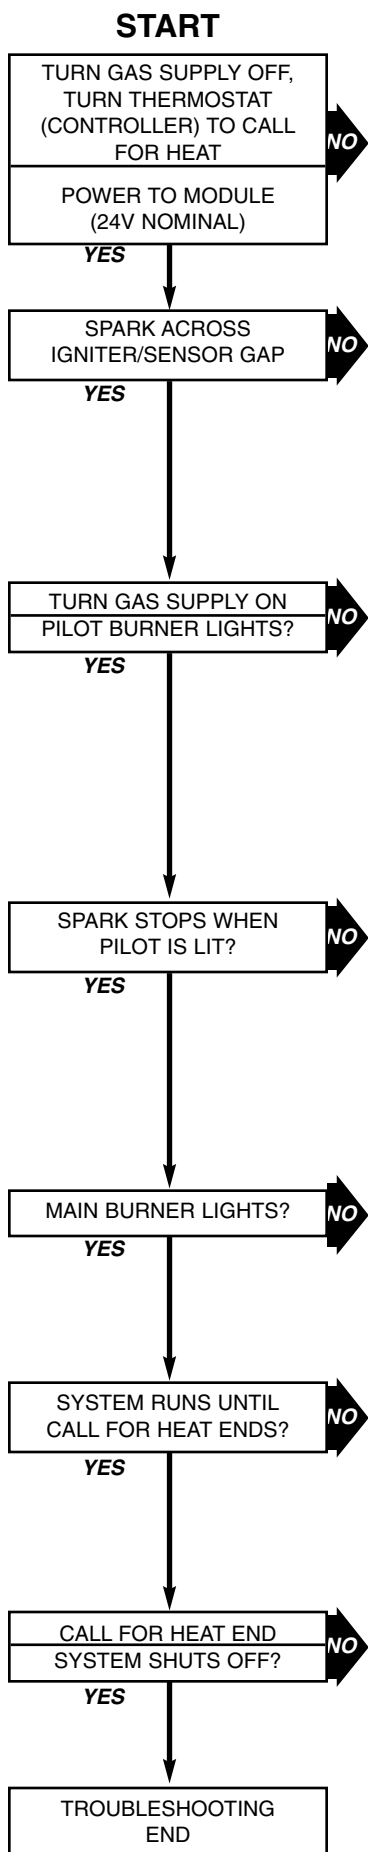 START
TURN GAS SUPPLY OFF,
TURN THERMOSTAT
(CONTROLLER) TO CALL
FOR HEAT
NO
POWER TO MODULE
(24V NOMINAL)
YES
SPARK ACROSS
IGNITER/SENSOR GAP
NO
YES
TURN GAS SUPPLY ON
NO
PILOT BURNER LIGHTS?
YES
SPARK STOPS WHEN
PILOT IS LIT?
NO
YES
MAIN BURNER LIGHTS?
NO
YES
SYSTEM RUNS UNTIL
CALL FOR HEAT ENDS?
NO
YES
CALL FOR HEAT END
NO
SYSTEM SHUTS OFF?
YES
TROUBLESHOOTING
END